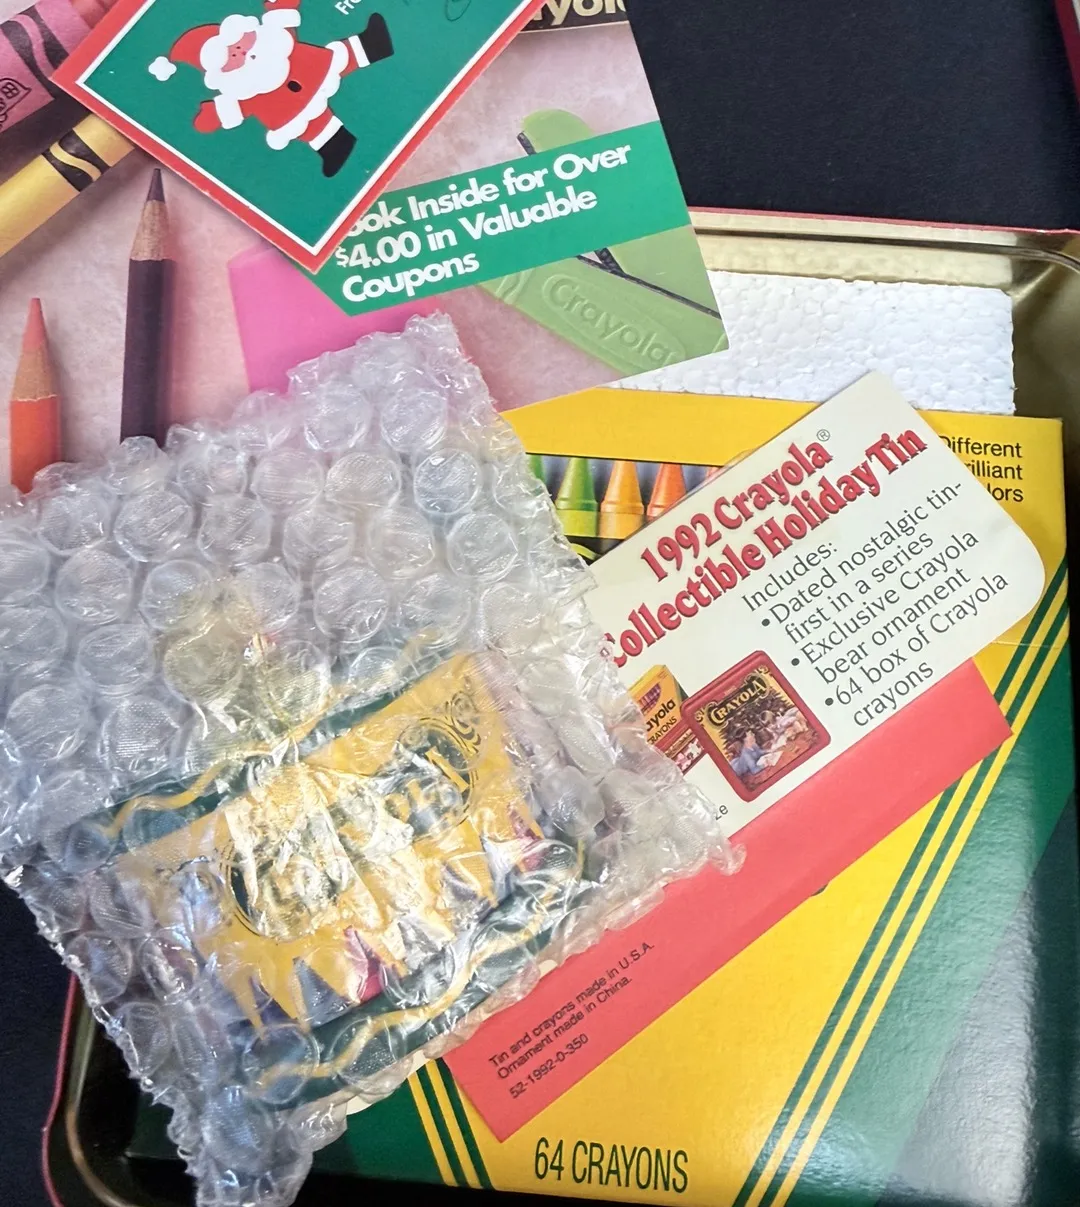 Look Inside for Over
$4.00 in Valuable
Coupons
Crayola
Different
Brilliant
Colors
1992 Crayola®
Collectible Holiday Tin
Includes:
• Dated nostalgic tin-
first in a series
• Exclusive Crayola
bear ornament
• 64 box of Crayola
crayons
CRAYOLA
Tin and crayons made in U.S.A.
Ornament made in China.
52-1992-0-350
64 CRAYONS